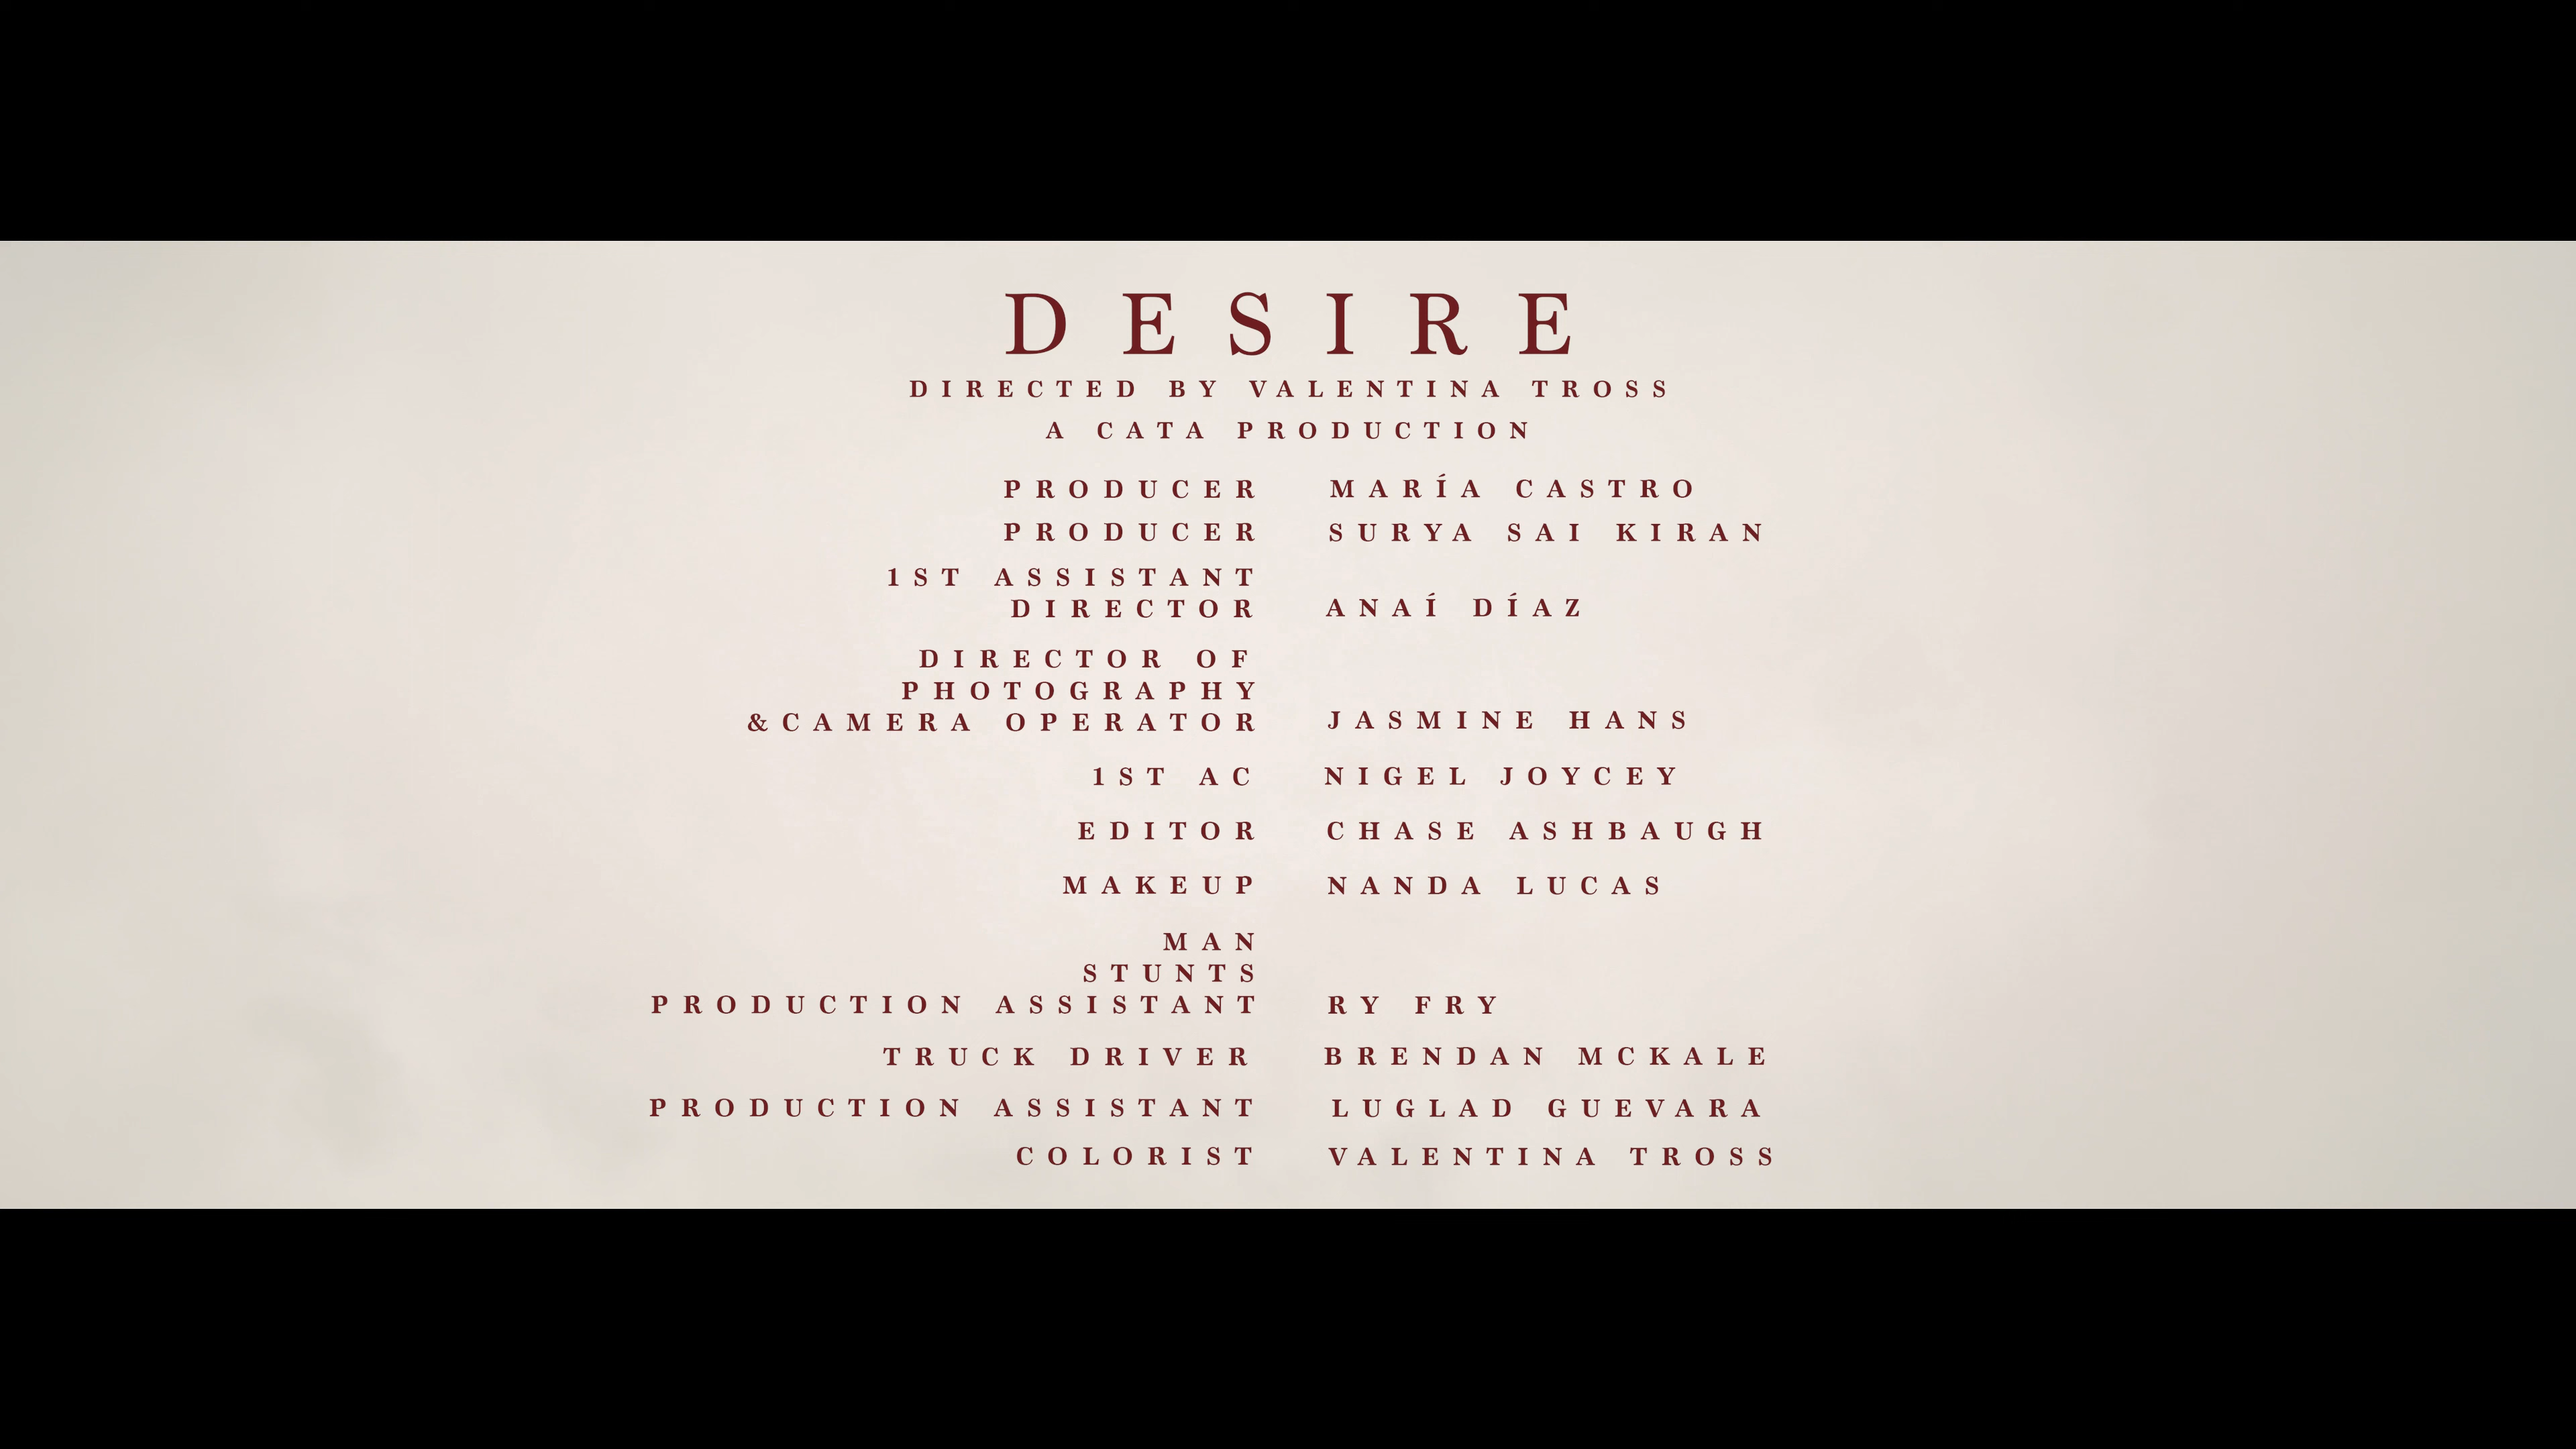 DESIRE
DIRECTED BY VALENTINA TROSS
A CATA PRODUCTION
PRODUCER MARÍA CASTRO
PRODUCER SURYA SAI KIRAN
1ST ASSISTANT
DIRECTOR ANAÍ DÍAZ
DIRECTOR OF
PHOTOGRAPHY
&CAMERA OPERATOR JASMINE HANS
1ST AC NIGEL JOYCEY
EDITOR CHASE ASHBAUGH
MAKEUP NANDA LUCAS
MAN
STUNTS
PRODUCTION ASSISTANT RY FRY
TRUCK DRIVER BRENDAN MCKALE
PRODUCTION ASSISTANT LUGLAD GUEVARA
COLORIST VALENTINA TROSS